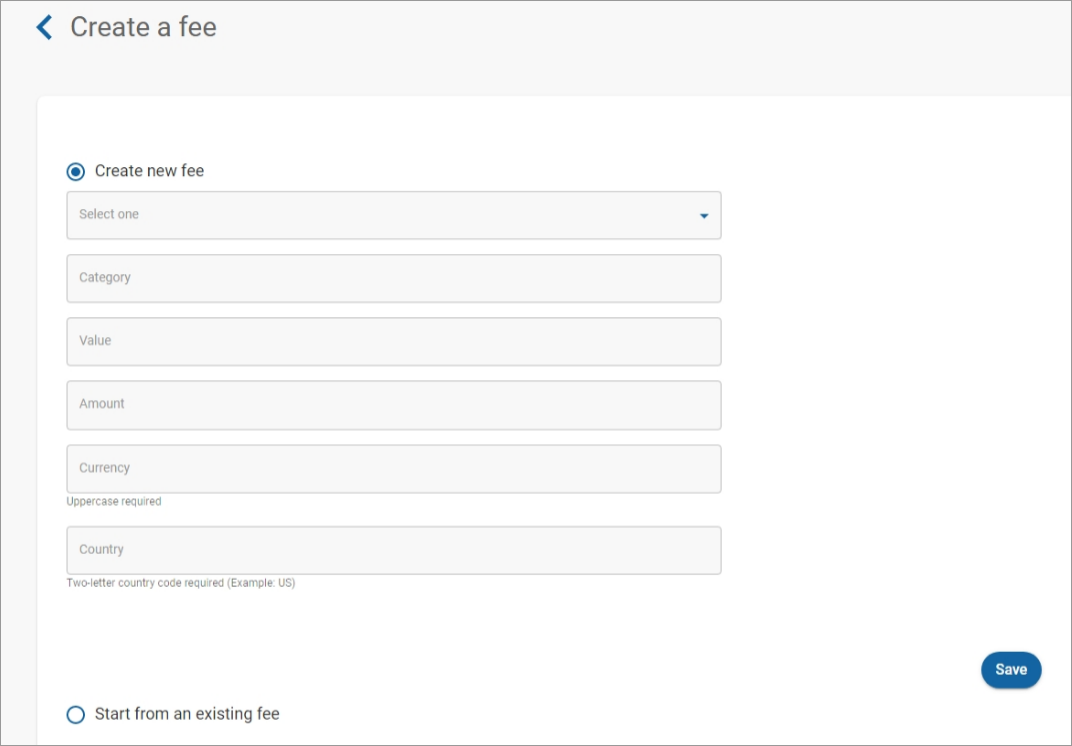 Create a fee
Create new fee
Select one
Category
Value
Amount
Currency
Uppercase required
Country
Two-letter country code required (Example: US)
Save
Start from an existing fee